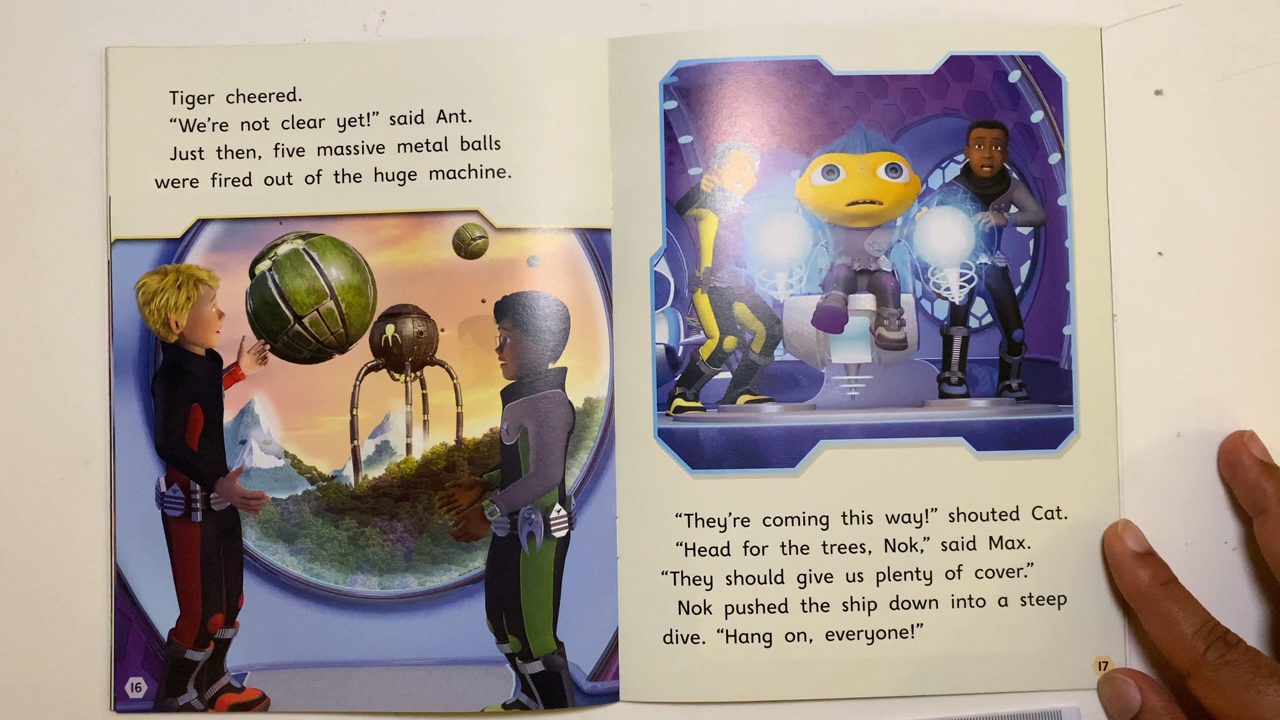 Tiger cheered.
“We’re not clear yet!” said Ant.
Just then, five massive metal balls
were fired out of the huge machine.
16
“They’re coming this way!” shouted Cat.
“Head for the trees, Nok,” said Max.
“They should give us plenty of cover.”
Nok pushed the ship down into a steep
dive. “Hang on, everyone!”
17